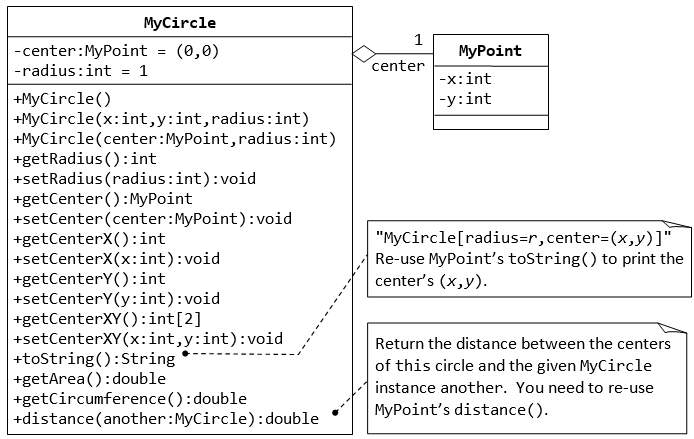 MyCircle
-center:MyPoint = (0,0)
-radius:int = 1
+MyCircle()
+MyCircle(x:int,y:int,radius:int)
+MyCircle(center:MyPoint,radius:int)
+getRadius():int
+setRadius(radius:int):void
+getCenter():MyPoint
+setCenter(center:MyPoint):void
+getCenterX():int
+setCenterX(x:int):void
+getCenterY():int
+setCenterY(y:int):void
+getCenterXY():int[2]
+setCenterXY(x:int,y:int):void
+toString():String
+getArea():double
+getCircumference():double
+distance(another:MyCircle):double
1
center
MyPoint
-x:int
-y:int
"MyCircle[radius=r,center=(x,y)]"
Re-use MyPoint's toString() to print the
center's (x,y).
Return the distance between the centers
of this circle and the given MyCircle
instance another. You need to re-use
MyPoint's distance().